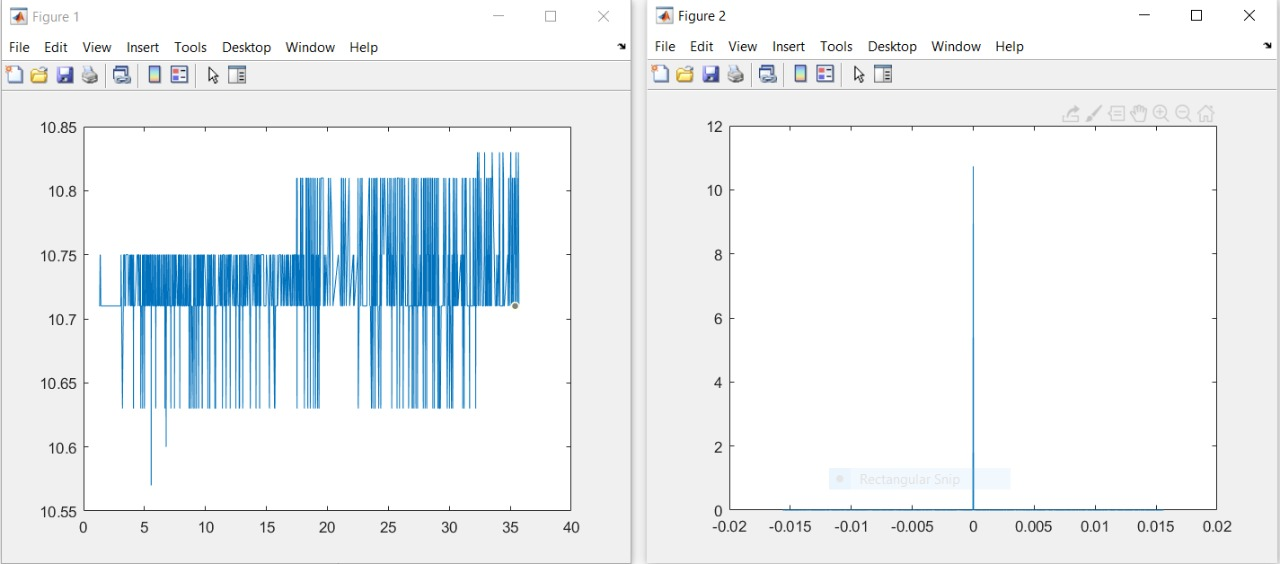 Figure 1
File Edit View Insert Tools Desktop Window Help
10.85
10.8
10.75
10.7
10.65
10.6
10.55
0 5 10 15 20 25 30 35 40
Figure 2
File Edit View Insert Tools Desktop Window Help
12
10
8
6
4
2
0
Rectangular Snip
-0.02 -0.015 -0.01 -0.005 0 0.005 0.01 0.015 0.02